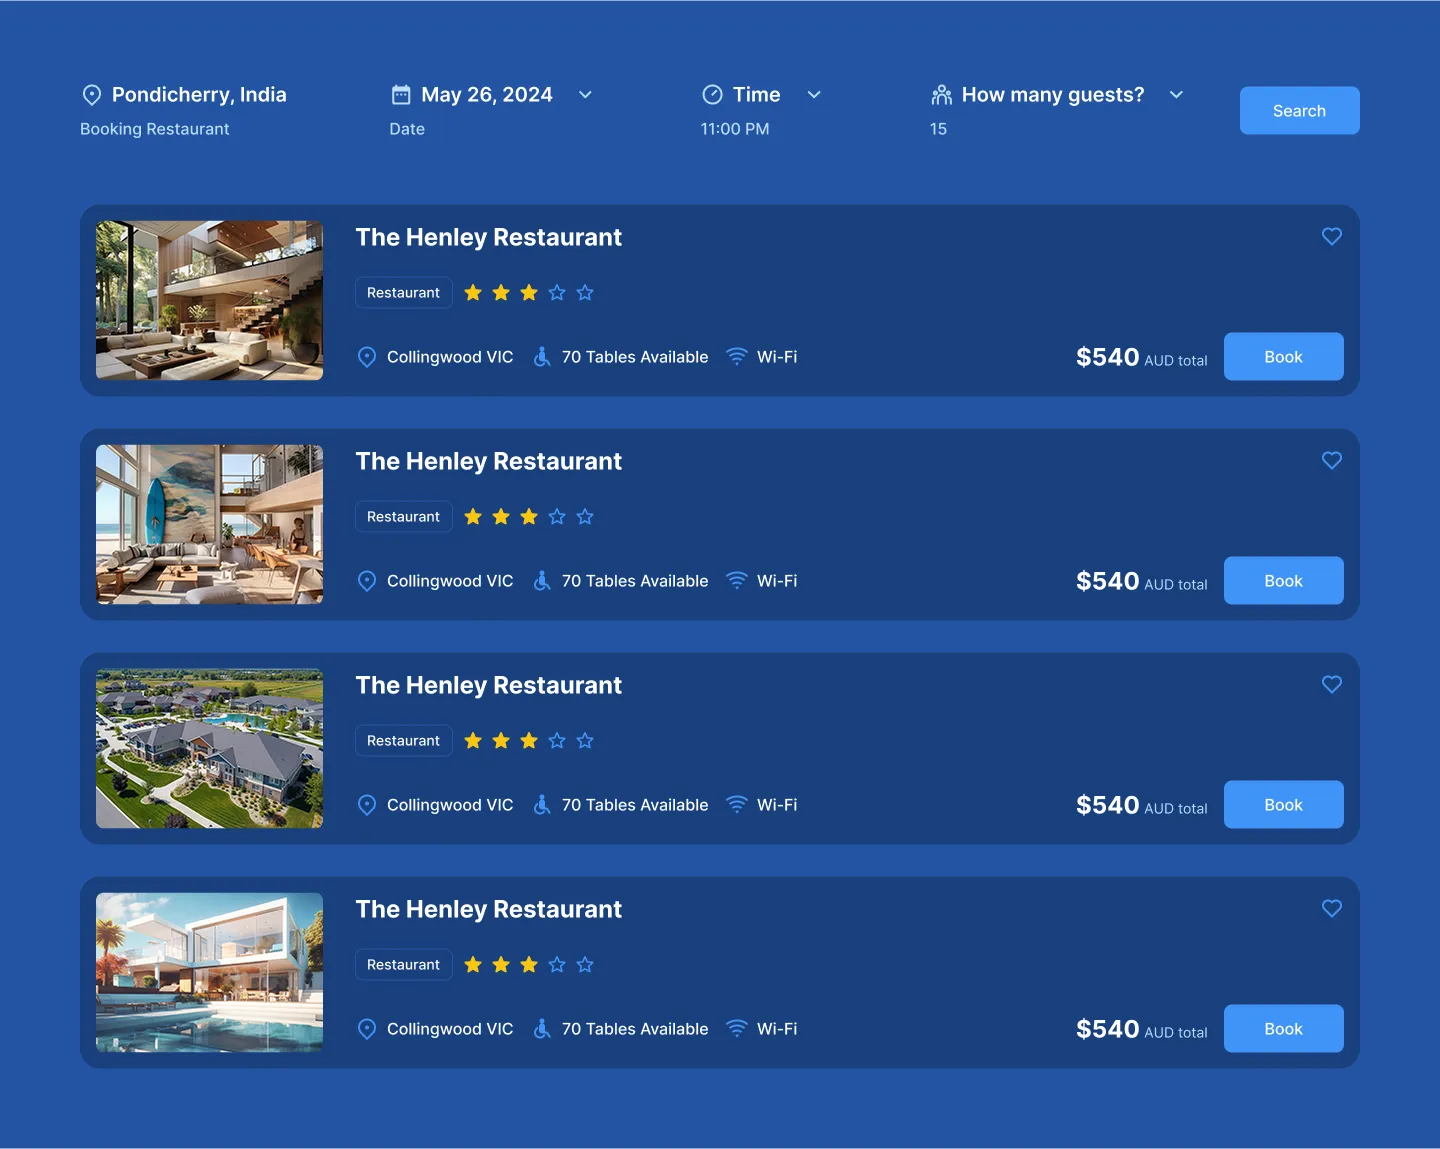 Pondicherry, India
Booking Restaurant
May 26, 2024
Date
Time
11:00 PM
How many guests?
15
Search
The Henley Restaurant
Restaurant
Collingwood VIC 70 Tables Available Wi-Fi
$540 AUD total
Book
The Henley Restaurant
Restaurant
Collingwood VIC 70 Tables Available Wi-Fi
$540 AUD total
Book
The Henley Restaurant
Restaurant
Collingwood VIC 70 Tables Available Wi-Fi
$540 AUD total
Book
The Henley Restaurant
Restaurant
Collingwood VIC 70 Tables Available Wi-Fi
$540 AUD total
Book